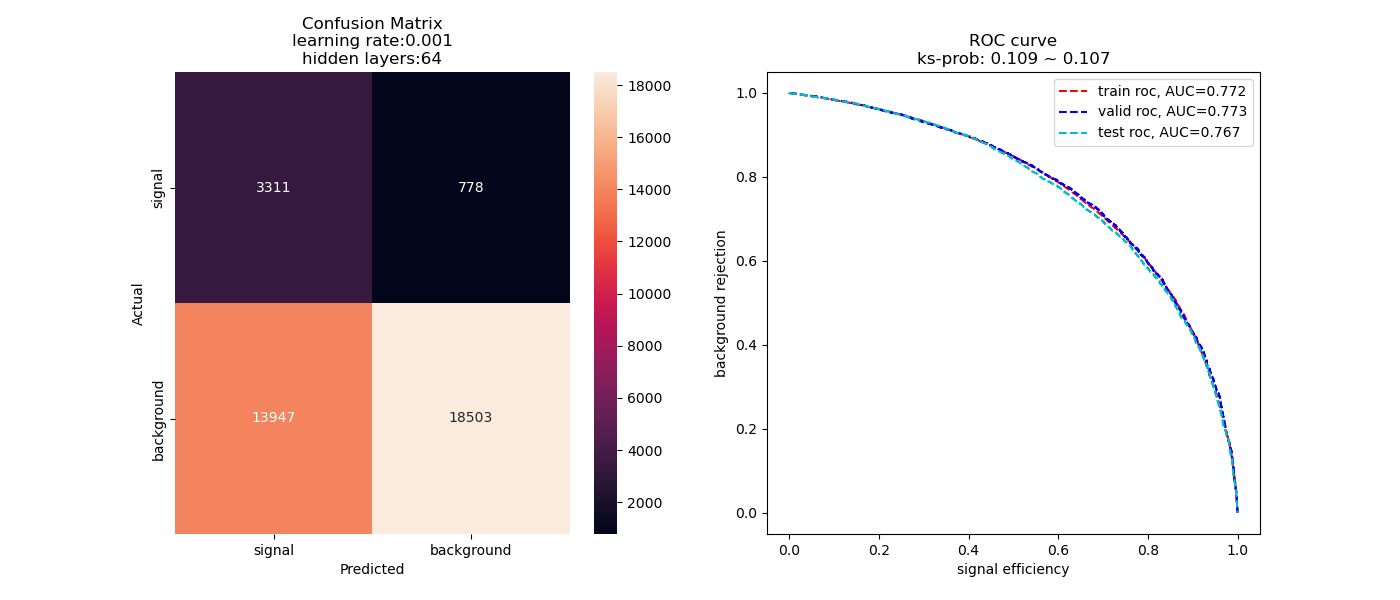 Confusion Matrix
learning rate:0.001
hidden layers:64
signal
background
Actual
3311
778
13947
18503
signal
background
Predicted
18000
16000
14000
12000
10000
8000
6000
4000
2000
ROC curve
ks-prob: 0.109 ~ 0.107
train roc, AUC=0.772
valid roc, AUC=0.773
test roc, AUC=0.767
background rejection
1.0
0.8
0.6
0.4
0.2
0.0
0.0
0.2
0.4
0.6
0.8
1.0
signal efficiency